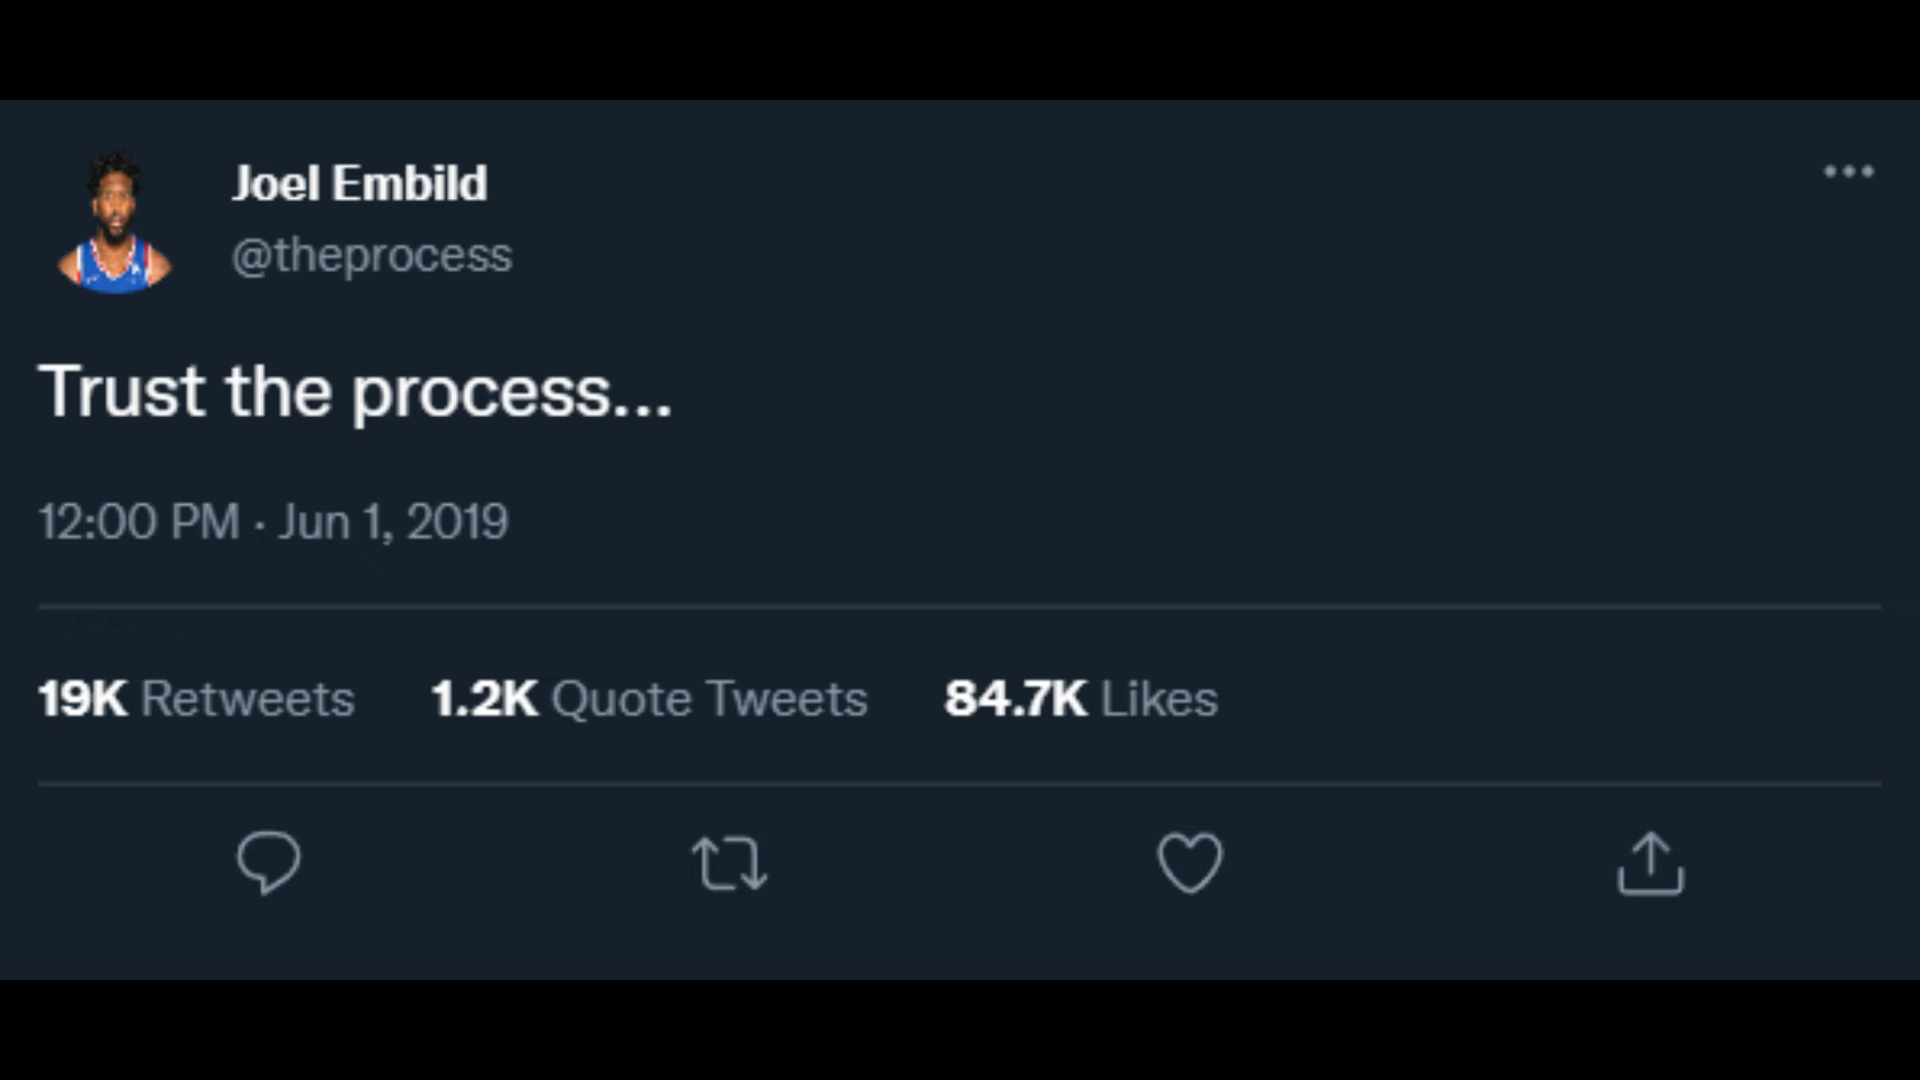 Joel Embild
@theprocess
Trust the process...
12:00 PM · Jun 1, 2019
19K Retweets 1.2K Quote Tweets 84.7K Likes